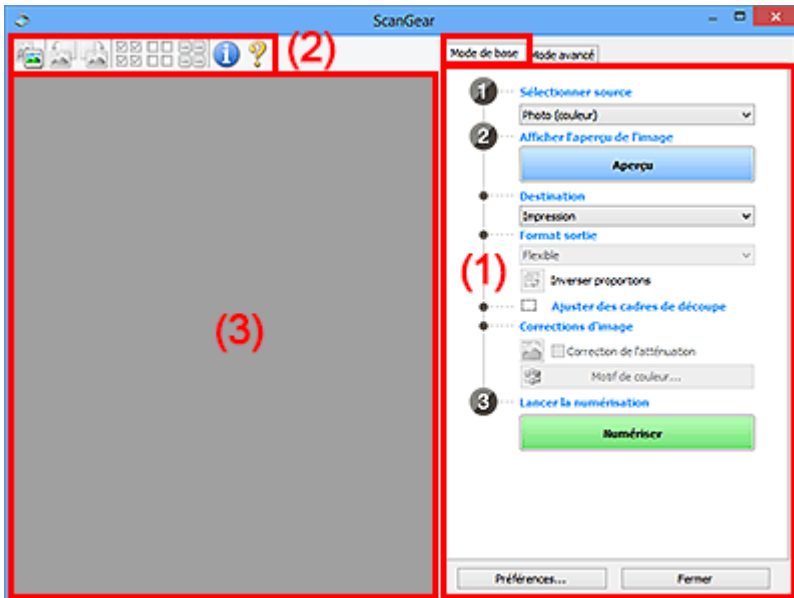 ScanGear
(2)
Mode de base
Mode avancé
1
Sélectionner source
Photo (couleur)
2
Afficher l'aperçu de l'image
Aperçu
Destination
Impression
Format sortie
Flexible
(1)
Inverser proportions
Ajuster des cadres de découpe
Corrections d'image
Correction de l'atténuation
Motif de couleur...
3
Lancer la numérisation
Numériser
(3)
Préférences...
Fermer